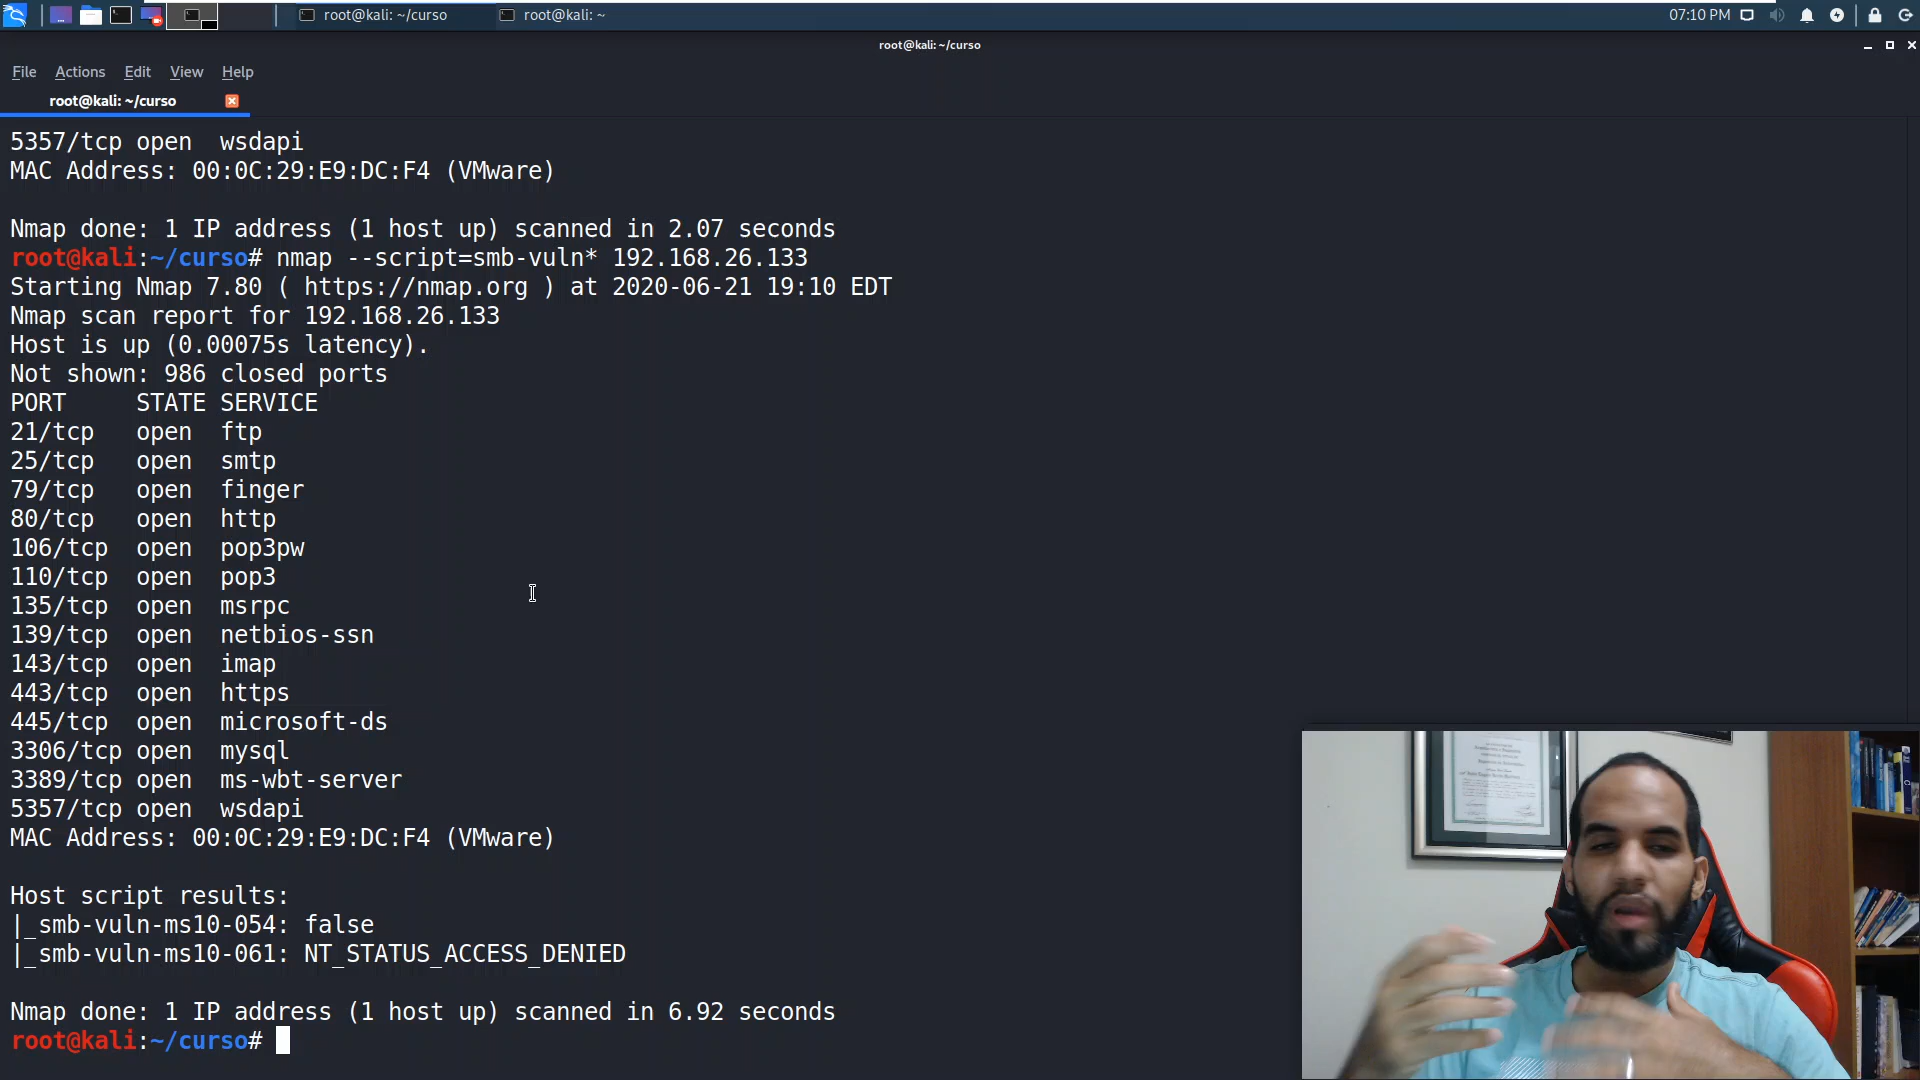 root@kali: ~/curso
root@kali: ~
07:10 PM
root@kali: ~/curso
File Actions Edit View Help
root@kali: ~/curso
5357/tcp open wsdapi
MAC Address: 00:0C:29:E9:DC:F4 (VMware)
Nmap done: 1 IP address (1 host up) scanned in 2.07 seconds
root@kali:~/curso# nmap --script=smb-vuln* 192.168.26.133
Starting Nmap 7.80 ( https://nmap.org ) at 2020-06-21 19:10 EDT
Nmap scan report for 192.168.26.133
Host is up (0.00075s latency).
Not shown: 986 closed ports
PORT STATE SERVICE
21/tcp open ftp
25/tcp open smtp
79/tcp open finger
80/tcp open http
106/tcp open pop3pw
110/tcp open pop3
135/tcp open msrpc
139/tcp open netbios-ssn
143/tcp open imap
443/tcp open https
445/tcp open microsoft-ds
3306/tcp open mysql
3389/tcp open ms-wbt-server
5357/tcp open wsdapi
MAC Address: 00:0C:29:E9:DC:F4 (VMware)
Host script results:
|_smb-vuln-ms10-054: false
|_smb-vuln-ms10-061: NT_STATUS_ACCESS_DENIED
Nmap done: 1 IP address (1 host up) scanned in 6.92 seconds
root@kali:~/curso#